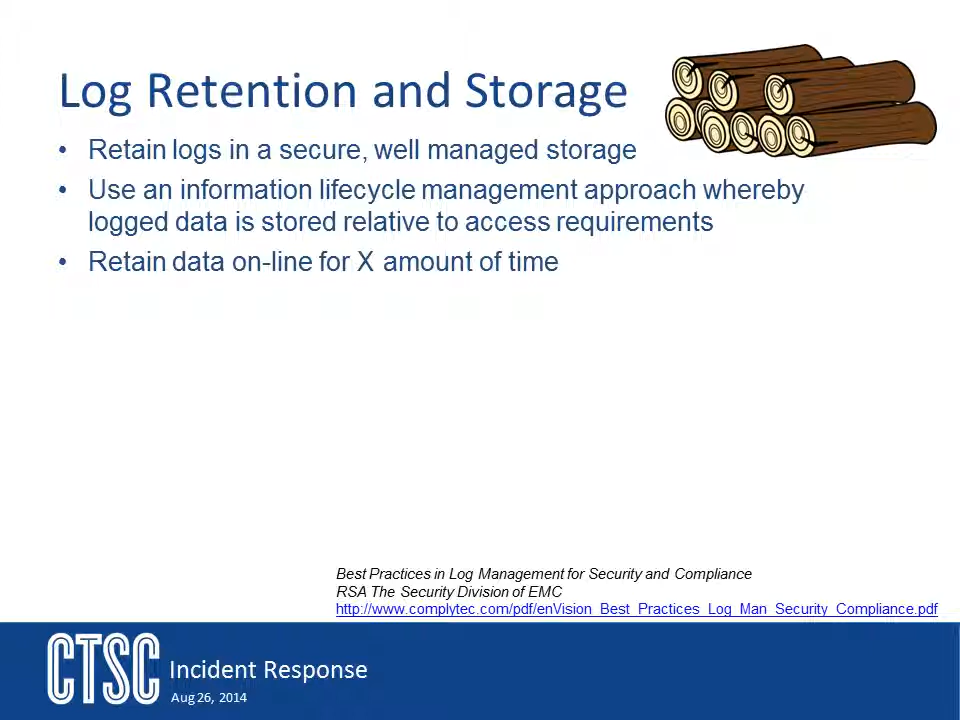 Log Retention and Storage
• Retain logs in a secure, well managed storage
• Use an information lifecycle management approach whereby
logged data is stored relative to access requirements
• Retain data on-line for X amount of time
Best Practices in Log Management for Security and Compliance
RSA The Security Division of EMC
http://www.complytec.com/pdf/enVision_Best_Practices_Log_Man_Security_Compliance.pdf
CTSC
Incident Response
Aug 26, 2014